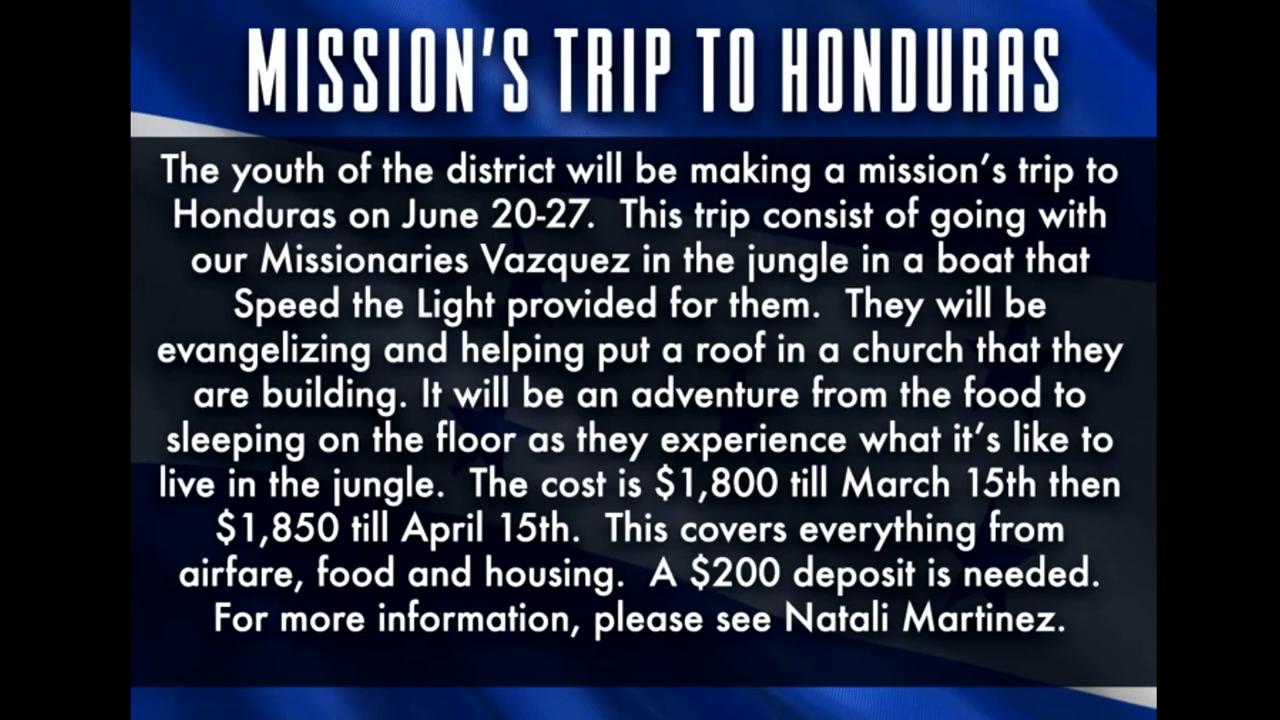 MISSION'S TRIP TO HONDURAS
The youth of the district will be making a mission's trip to
Honduras on June 20-27.  This trip consist of going with
our Missionaries Vazquez in the jungle in a boat that
Speed the Light provided for them.  They will be
evangelizing and helping put a roof in a church that they
are building. It will be an adventure from the food to
sleeping on the floor as they experience what it's like to
live in the jungle.  The cost is $1,800 till March 15th then
$1,850 till April 15th.  This covers everything from
airfare, food and housing.  A $200 deposit is needed.
For more information, please see Natali Martinez.